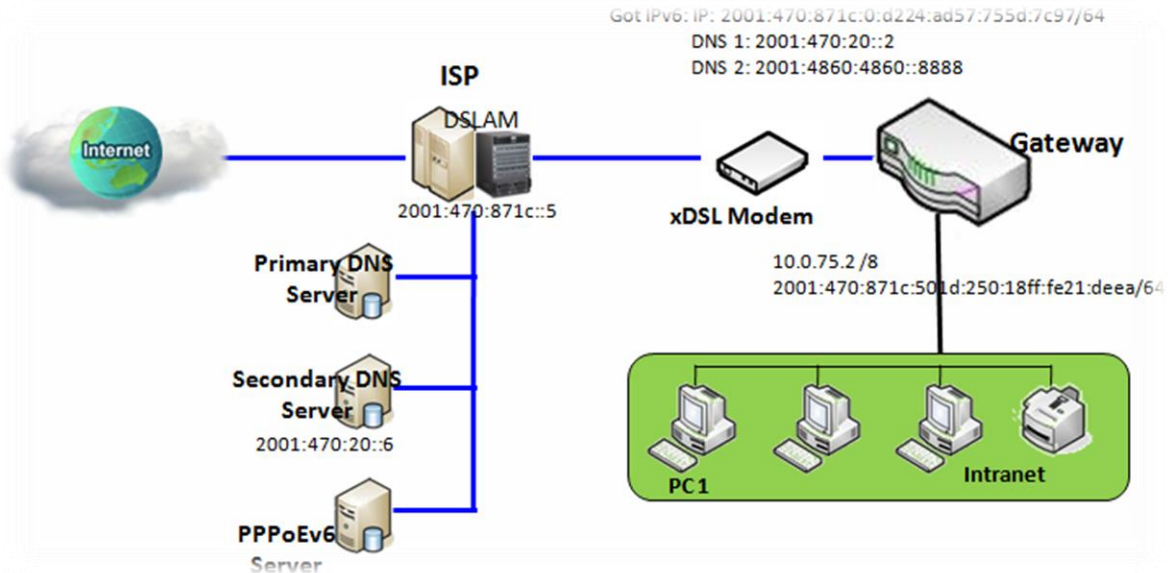 Got IPv6: IP: 2001:470:871c:0:d224:ad57:755d:7c97/64
DNS 1: 2001:470:20::2
DNS 2: 2001:4860:4860::8888
ISP
DSLAM
Internet
Gateway
2001:470:871c::5
xDSL Modem
Primary DNS
Server
10.0.75.2 /8
2001:470:871c:501d:250:18ff:fe21:deea/64
Secondary DNS
Server
2001:470:20::6
PC1
Intranet
PPPoEv6
Server